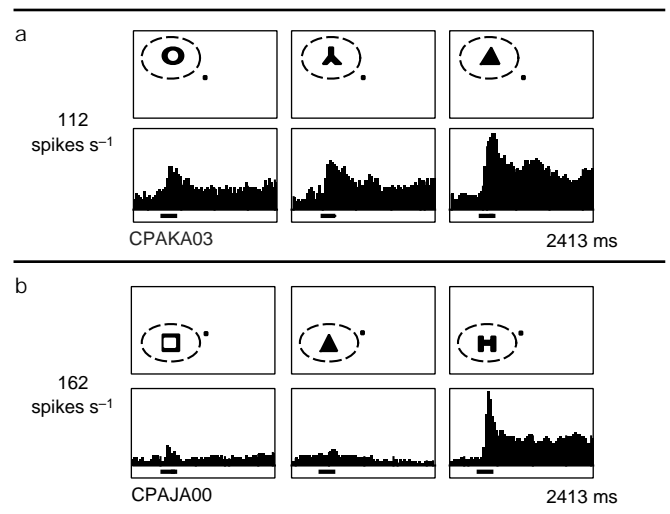 a
112
spikes s⁻¹
CPAKA03
2413 ms
b
162
spikes s⁻¹
CPAJA00
2413 ms